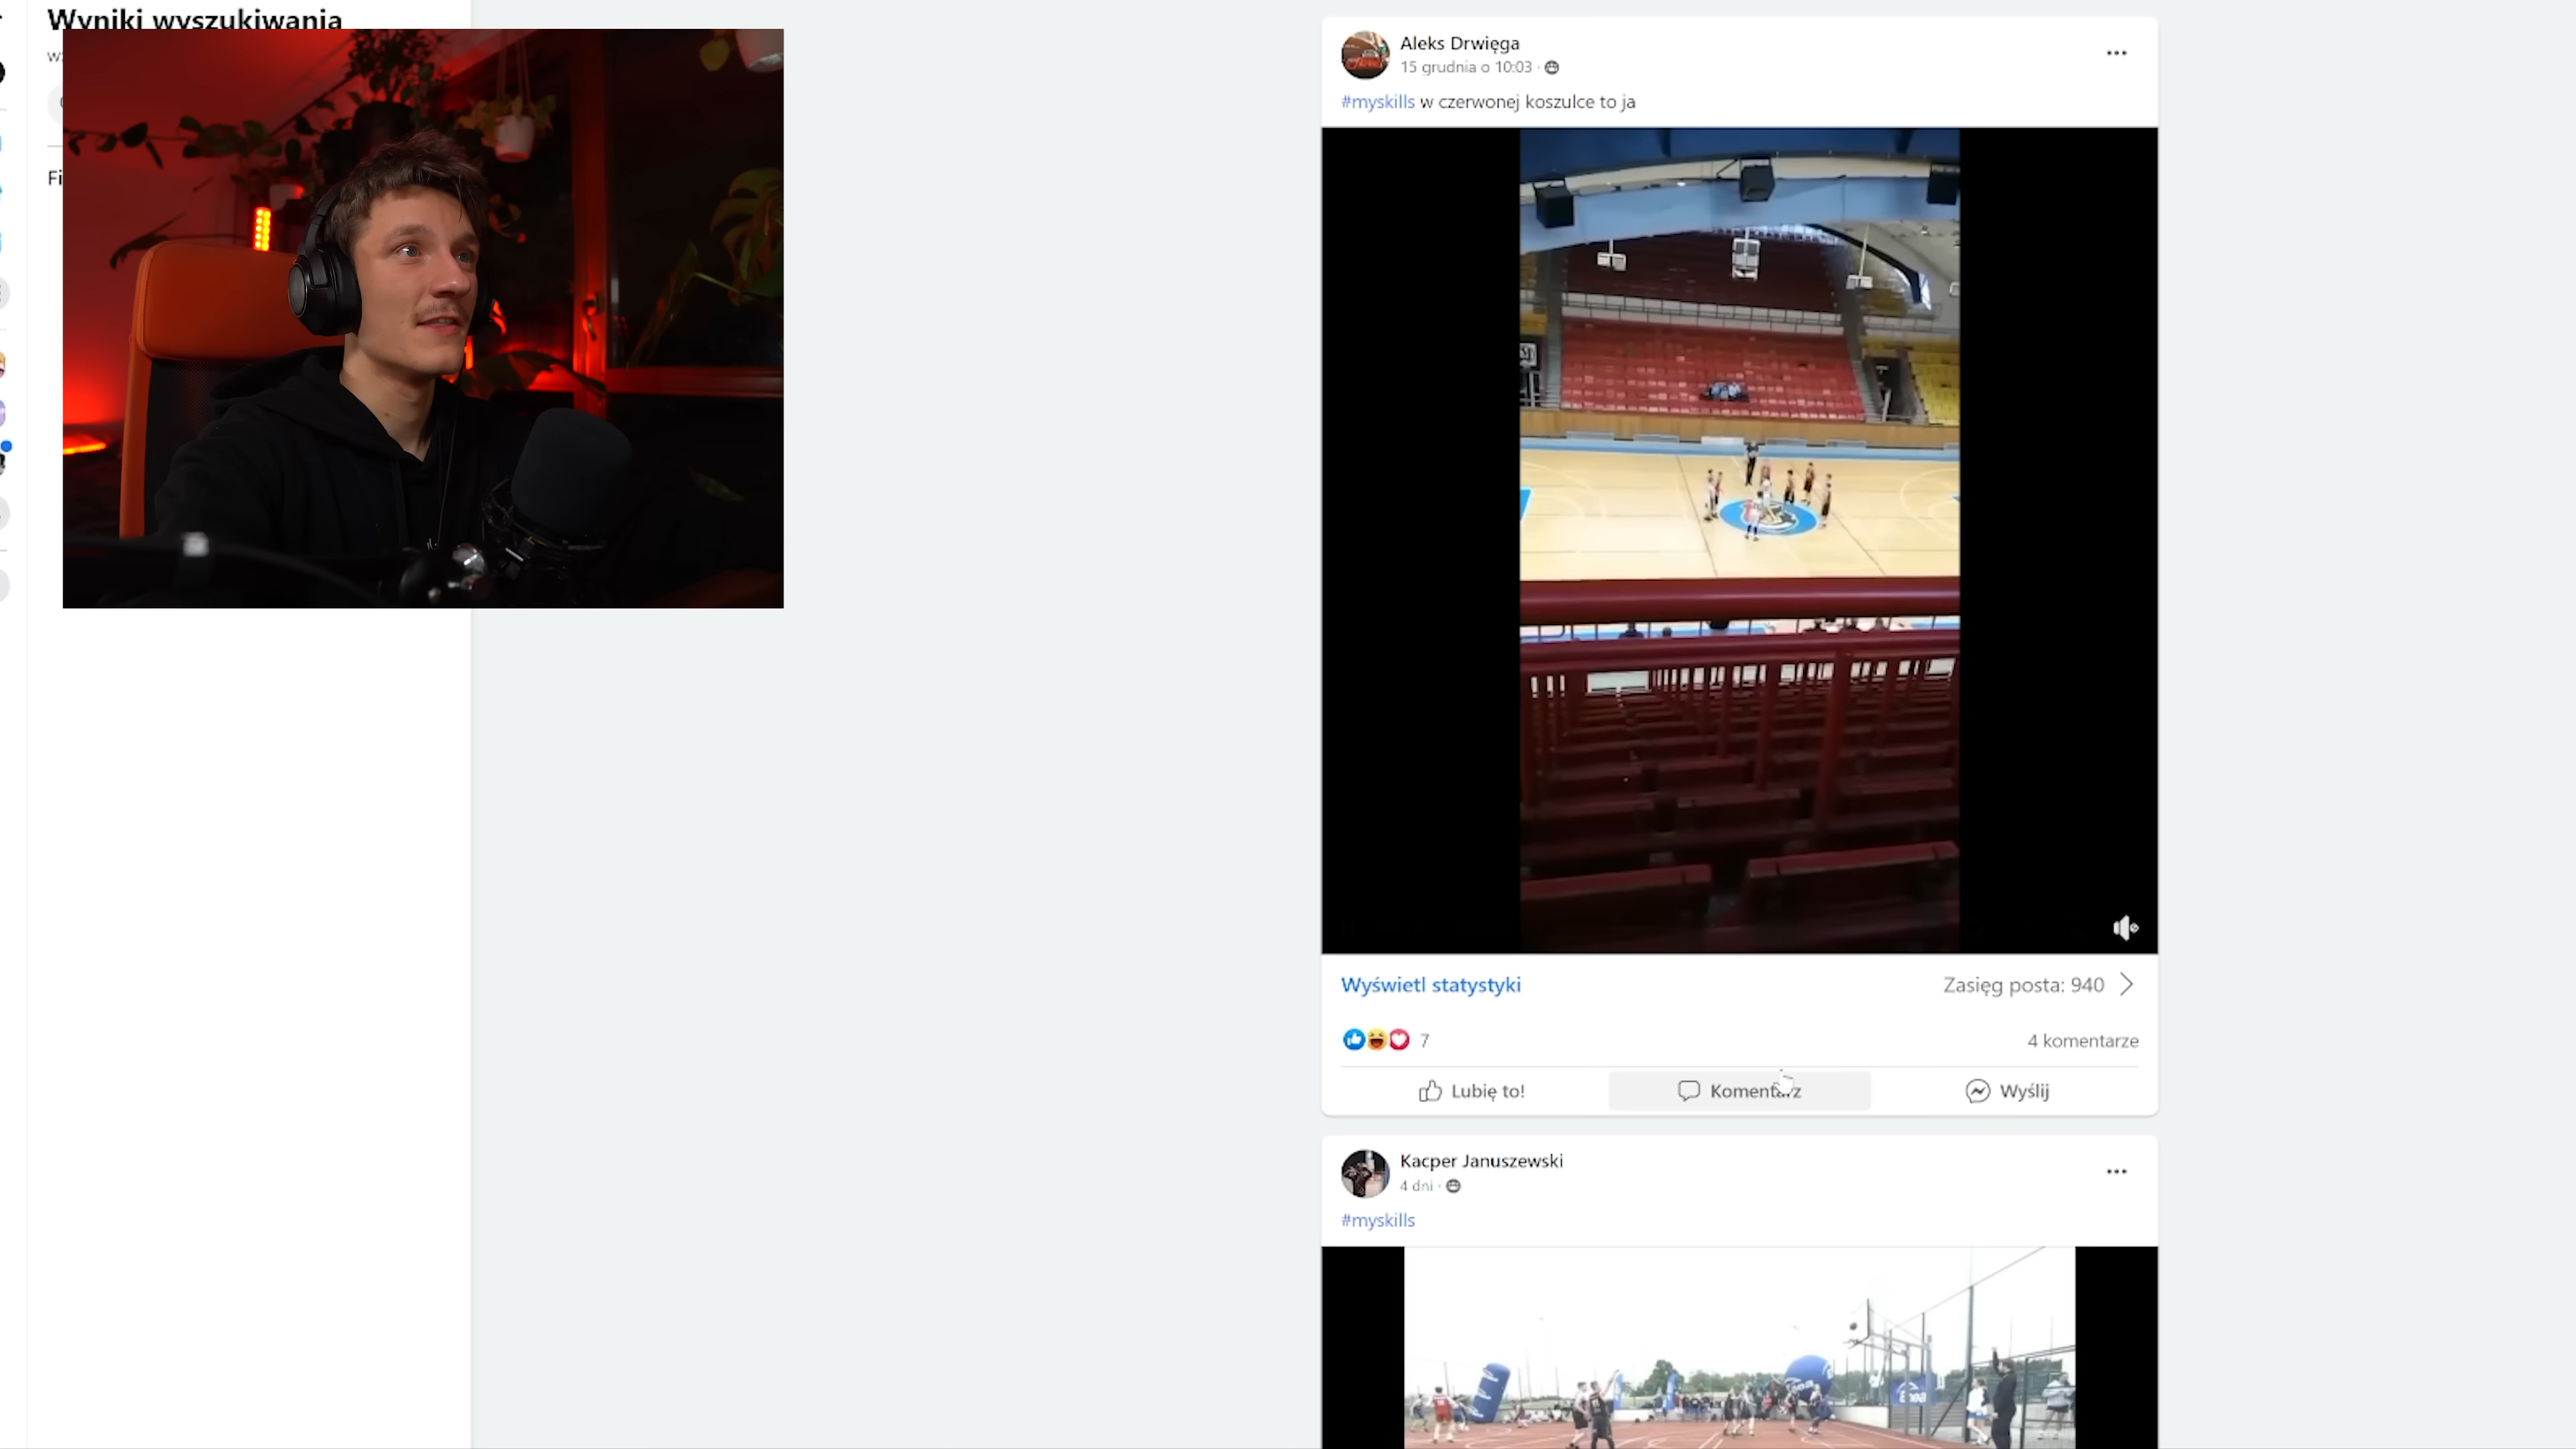 Wyniki wyszukiwania
Aleks Drwięga
15 grudnia o 10:03 ·
#myskills w czerwonej koszulce to ja
Wyświetl statystyki
Zasięg posta: 940
7
4 komentarze
Lubię to!
Komentarz
Wyślij
Kacper Januszewski
4 dni ·
#myskills